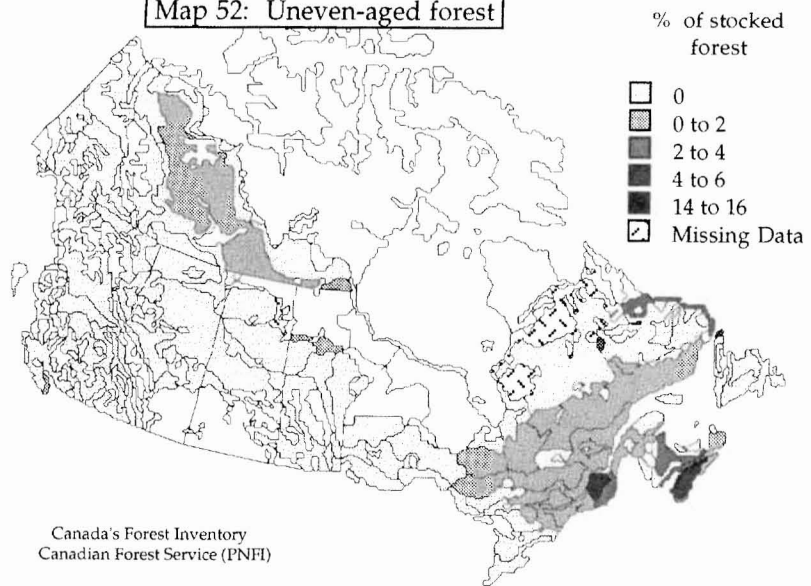 Map 52: Uneven-aged forest
% of stocked
forest
0
0 to 2
2 to 4
4 to 6
14 to 16
Missing Data
Canada's Forest Inventory
Canadian Forest Service (PNFI)